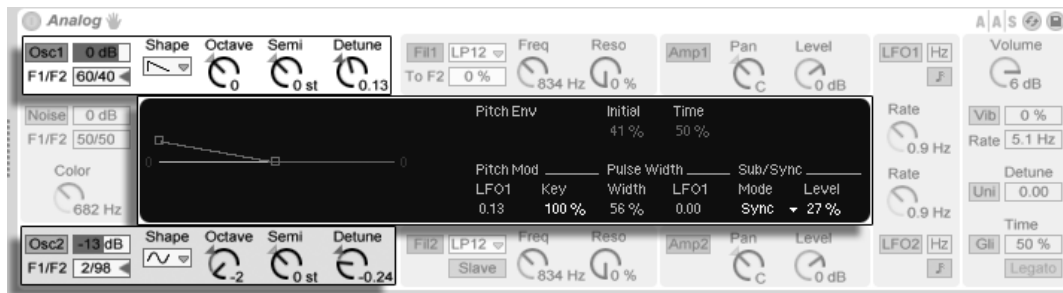 Analog A A S
Osc1 0 dB Shape Octave Semi Detune Fil1 LP12 Freq Reso Amp1 Pan Level LFO1 Hz Volume
F1/F2 60/40 0 0 st 0.13 To F2 0 % 834 Hz 0 % C 0 dB -6 dB
Noise 0 dB Pitch Env Initial Time Rate Vib 0 %
F1/F2 50/50 41 % 50 % 0.9 Hz Rate 5.1 Hz
0 0
Color Pitch Mod Pulse Width Sub/Sync Rate Detune
LFO1 Key Width LFO1 Mode Level Uni 0.00
682 Hz 0.13 100 % 56 % 0.00 Sync 27 % 0.9 Hz
Osc2 -13 dB Shape Octave Semi Detune Fil2 LP12 Freq Reso Amp2 Pan Level LFO2 Hz Time
Gli 50 %
F1/F2 2/98 -2 0 st -0.24 Slave 834 Hz 0 % C 0 dB Legato